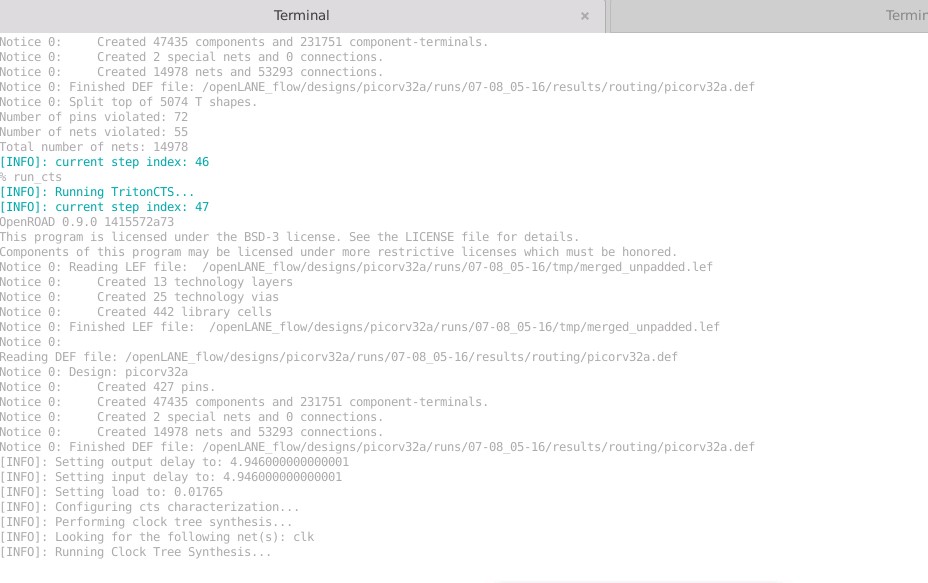 Terminal
×
Termin
Notice 0:     Created 47435 components and 231751 component-terminals.
Notice 0:     Created 2 special nets and 0 connections.
Notice 0:     Created 14978 nets and 53293 connections.
Notice 0: Finished DEF file: /openLANE_flow/designs/picorv32a/runs/07-08_05-16/results/routing/picorv32a.def
Notice 0: Split top of 5074 T shapes.
Number of pins violated: 72
Number of nets violated: 55
Total number of nets: 14978
[INFO]: current step index: 46
% run_cts
[INFO]: Running TritonCTS...
[INFO]: current step index: 47
OpenROAD 0.9.0 1415572a73
This program is licensed under the BSD-3 license. See the LICENSE file for details.
Components of this program may be licensed under more restrictive licenses which must be honored.
Notice 0: Reading LEF file:  /openLANE_flow/designs/picorv32a/runs/07-08_05-16/tmp/merged_unpadded.lef
Notice 0:     Created 13 technology layers
Notice 0:     Created 25 technology vias
Notice 0:     Created 442 library cells
Notice 0: Finished LEF file:  /openLANE_flow/designs/picorv32a/runs/07-08_05-16/tmp/merged_unpadded.lef
Notice 0:
Reading DEF file: /openLANE_flow/designs/picorv32a/runs/07-08_05-16/results/routing/picorv32a.def
Notice 0: Design: picorv32a
Notice 0:     Created 427 pins.
Notice 0:     Created 47435 components and 231751 component-terminals.
Notice 0:     Created 2 special nets and 0 connections.
Notice 0:     Created 14978 nets and 53293 connections.
Notice 0: Finished DEF file: /openLANE_flow/designs/picorv32a/runs/07-08_05-16/results/routing/picorv32a.def
[INFO]: Setting output delay to: 4.946000000000001
[INFO]: Setting input delay to: 4.946000000000001
[INFO]: Setting load to: 0.01765
[INFO]: Configuring cts characterization...
[INFO]: Performing clock tree synthesis...
[INFO]: Looking for the following net(s): clk
[INFO]: Running Clock Tree Synthesis...